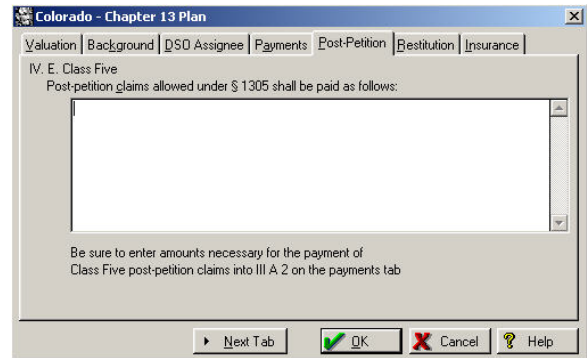 Colorado - Chapter 13 Plan
Valuation Background DSO Assignee Payments Post-Petition Restitution Insurance
IV. E. Class Five
Post-petition claims allowed under § 1305 shall be paid as follows:
Be sure to enter amounts necessary for the payment of
Class Five post-petition claims into III A 2 on the payments tab
Next Tab OK Cancel Help